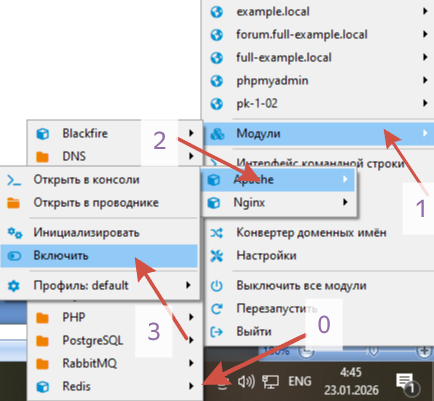 example.local
forum.full-example.local
full-example.local
phpmyadmin
pk-1-02
Модули
Интерфейс командной строки
Blackfire
DNS
2
1
Apache
Nginx
Открыть в консоли
Открыть в проводнике
Инициализировать
Включить
Профиль: default
Конвертер доменных имён
Настройки
Выключить все модули
Перезапустить
Выйти
PHP
PostgreSQL
RabbitMQ
Redis
3
0
100%
ENG
4:45
23.01.2026
1